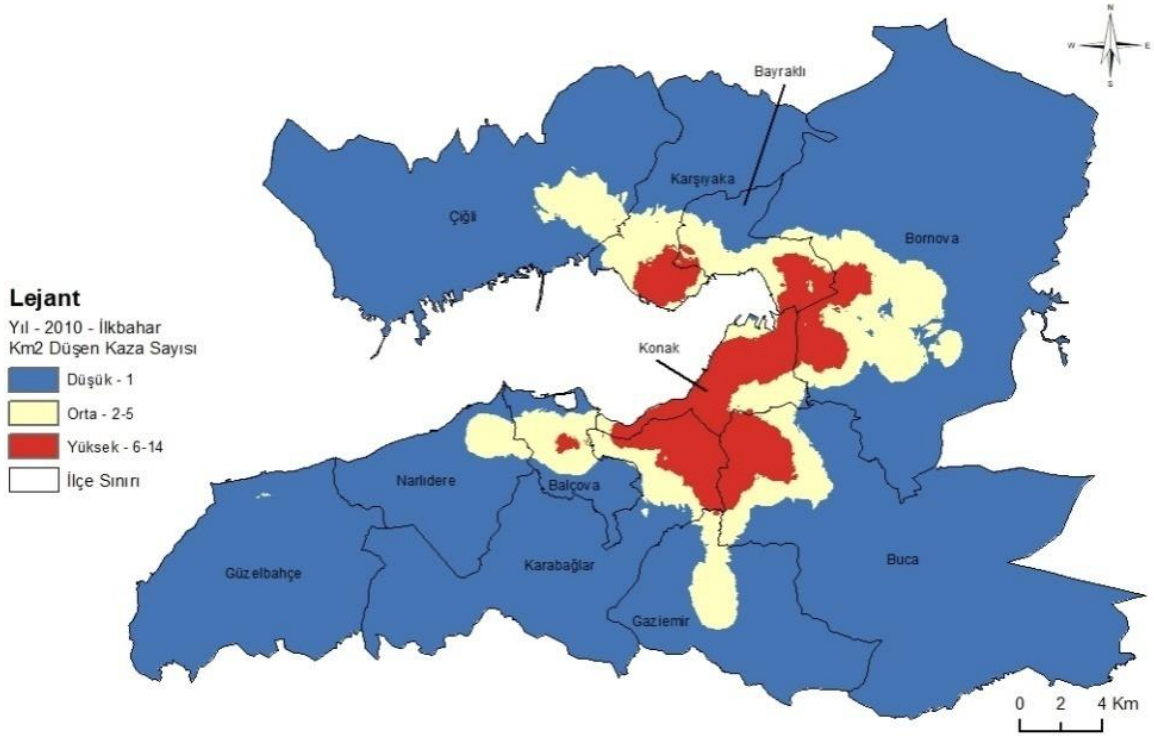 N
W E
S
Bayraklı
Karşıyaka
Çiğli
Bornova
Lejant
Yıl - 2010 - İlkbahar
Km2 Düşen Kaza Sayısı
Düşük - 1
Orta - 2-5
Yüksek - 6-14
İlçe Sınırı
Konak
Narlıdere
Balçova
Güzelbahçe
Karabağlar
Buca
Gaziemir
0 2 4 Km